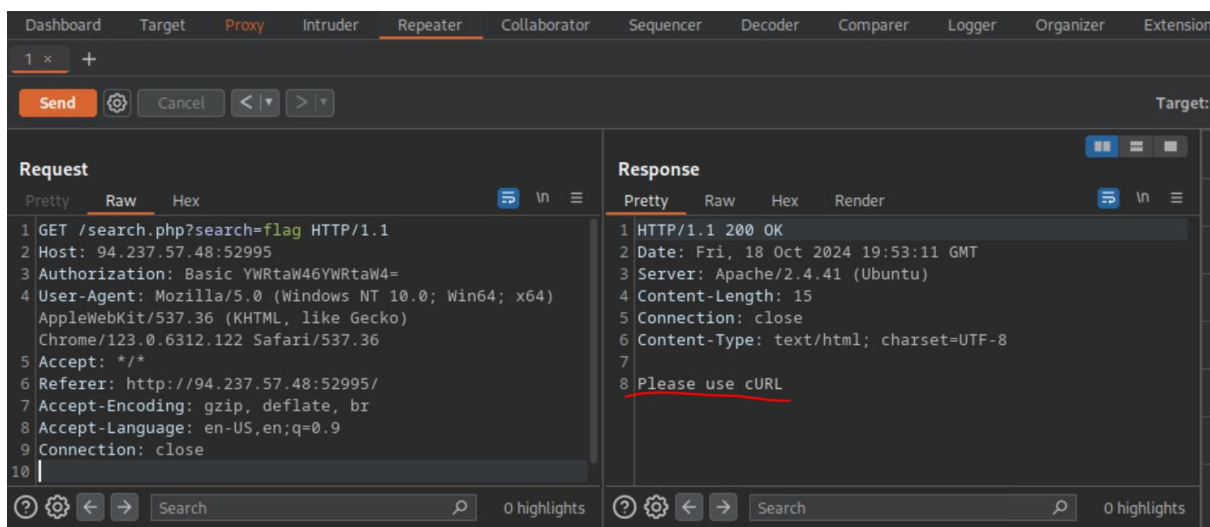 Dashboard Target Proxy Intruder Repeater Collaborator Sequencer Decoder Comparer Logger Organizer Extension
1 × +
Send Cancel < > Target:
Request
Pretty Raw Hex \n
1 GET /search.php?search=flag HTTP/1.1
2 Host: 94.237.57.48:52995
3 Authorization: Basic YWRtaW46YWRtaW4=
4 User-Agent: Mozilla/5.0 (Windows NT 10.0; Win64; x64)
AppleWebKit/537.36 (KHTML, like Gecko)
Chrome/123.0.6312.122 Safari/537.36
5 Accept: */*
6 Referer: http://94.237.57.48:52995/
7 Accept-Encoding: gzip, deflate, br
8 Accept-Language: en-US,en;q=0.9
9 Connection: close
10
Search 0 highlights
Response
Pretty Raw Hex Render \n
1 HTTP/1.1 200 OK
2 Date: Fri, 18 Oct 2024 19:53:11 GMT
3 Server: Apache/2.4.41 (Ubuntu)
4 Content-Length: 15
5 Connection: close
6 Content-Type: text/html; charset=UTF-8
7
8 Please use cURL
Search 0 highlights